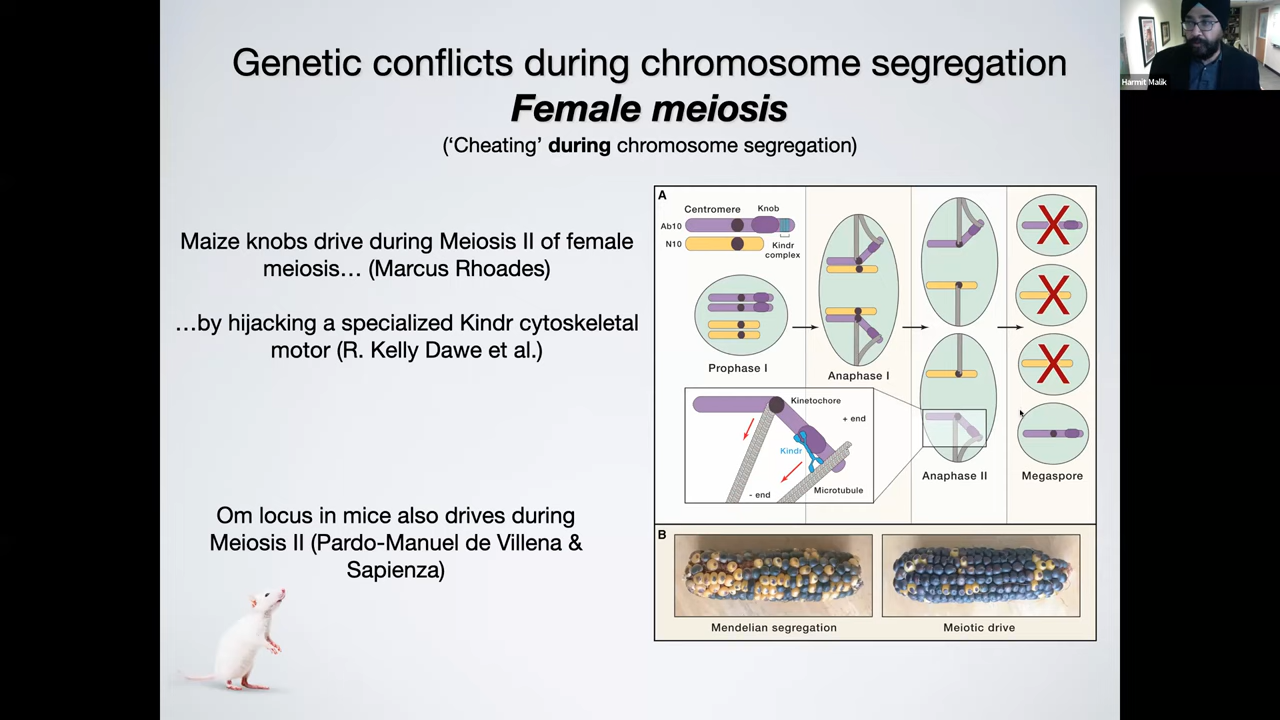 Genetic conflicts during chromosome segregation
Female meiosis
(‘Cheating’ during chromosome segregation)
Harmit Malik
Maize knobs drive during Meiosis II of female
meiosis… (Marcus Rhoades)
…by hijacking a specialized Kindr cytoskeletal
motor (R. Kelly Dawe et al.)
Om locus in mice also drives during
Meiosis II (Pardo-Manuel de Villena &
Sapienza)
A
Centromere
Knob
Ab10
N10
Kindr
complex
Prophase I
Anaphase I
Anaphase II
Megaspore
Kinetochore
+ end
Kindr
- end
Microtubule
B
Mendelian segregation
Meiotic drive